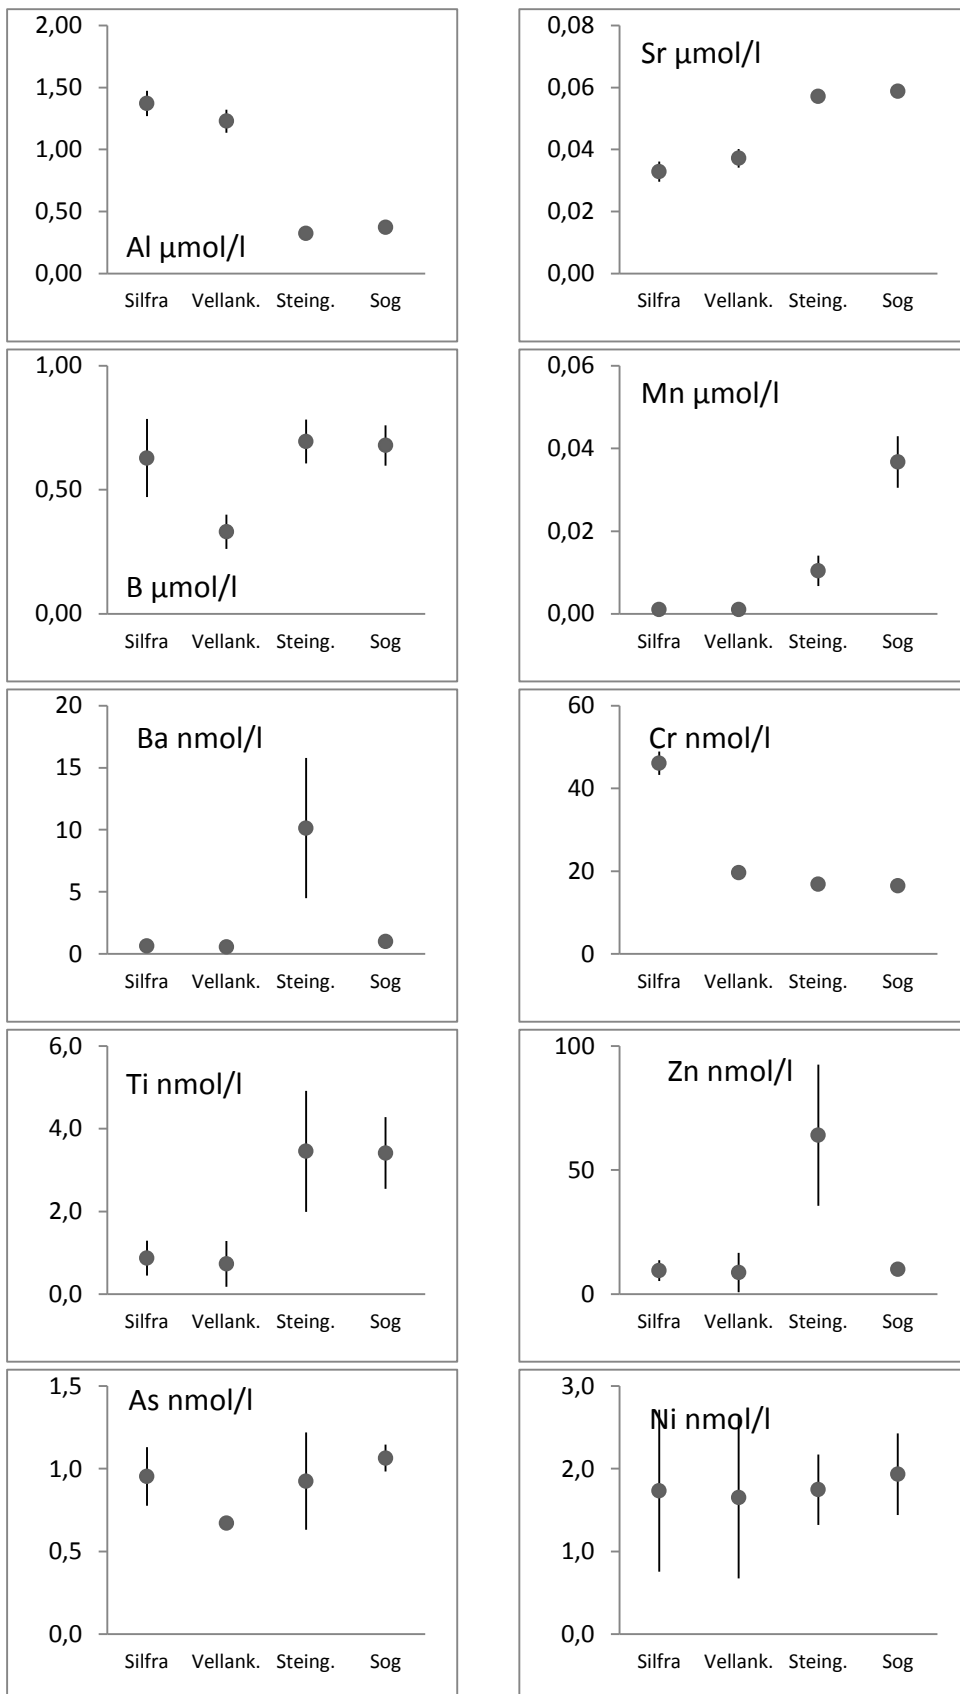 2,00
1,50
1,00
0,50
0,00
Al µmol/l
Silfra Vellank. Steing. Sog
0,08
0,06
0,04
0,02
0,00
Sr µmol/l
Silfra Vellank. Steing. Sog
1,00
0,50
0,00
B µmol/l
Silfra Vellank. Steing. Sog
0,06
0,04
0,02
0,00
Mn µmol/l
Silfra Vellank. Steing. Sog
20
15
10
5
0
Ba nmol/l
Silfra Vellank. Steing. Sog
60
40
20
0
Cr nmol/l
Silfra Vellank. Steing. Sog
6,0
4,0
2,0
0,0
Ti nmol/l
Silfra Vellank. Steing. Sog
100
50
0
Zn nmol/l
Silfra Vellank. Steing. Sog
1,5
1,0
0,5
0,0
As nmol/l
Silfra Vellank. Steing. Sog
3,0
2,0
1,0
0,0
Ni nmol/l
Silfra Vellank. Steing. Sog